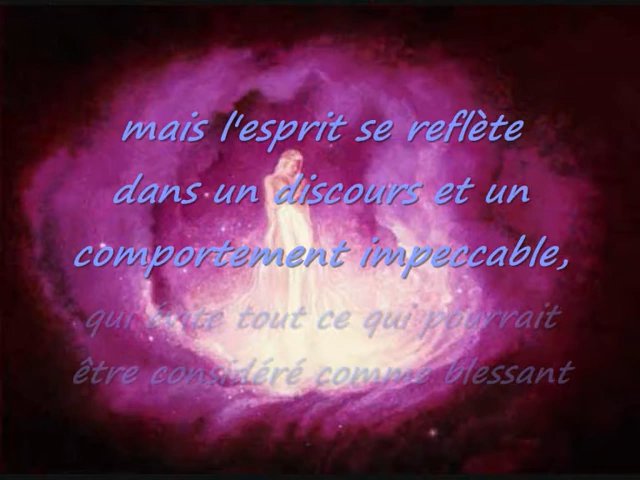 mais l'esprit se reflète
dans un discours et un
comportement impeccable,
qui évite tout ce qui pourrait
être considéré comme blessant